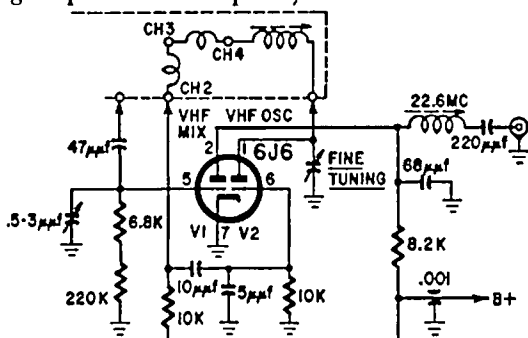 CH3
CH4
CH2
VHF MIX
VHF OSC
22.6MC
47µµf
220µµf
2
1
6J6
FINE TUNING
68µµf
5
6
.5-3µµf
6.8K
V1
7
V2
8.2K
.001
B+
220K
10µµf
5µµf
10K
10K